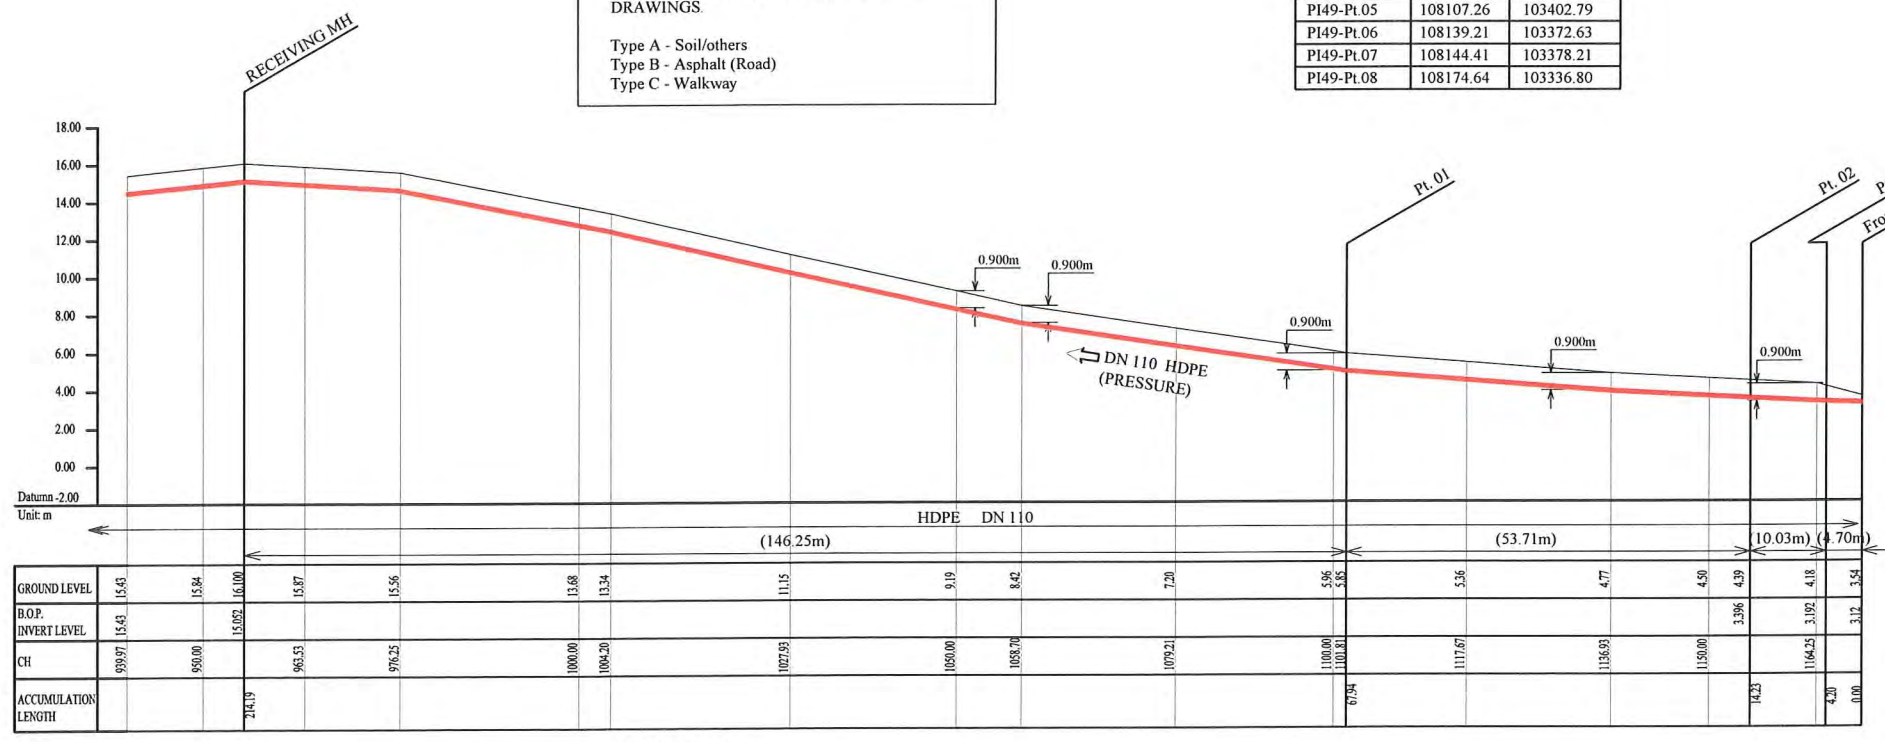 DRAWINGS.
Type A - Soil/others
Type B - Asphalt (Road)
Type C - Walkway
PI49-Pt.05 108107.26 103402.79
PI49-Pt.06 108139.21 103372.63
PI49-Pt.07 108144.41 103378.21
PI49-Pt.08 108174.64 103336.80
RECEIVING MH
Pt. 01
Pt. 02
P
Fro
18.00
16.00
14.00
12.00
10.00
8.00
6.00
4.00
2.00
0.00
Datumn -2.00
Unit: m
0.900m
0.900m
0.900m
0.900m
0.900m
DN 110 HDPE
(PRESSURE)
HDPE DN 110
(146.25m) (53.71m) (10.03m) (4.70m)
GROUND LEVEL 15.43 15.84 16.100 15.87 15.56 13.68 13.34 11.15 9.19 8.42 7.20 5.96 5.85 5.36 4.77 4.50 4.39 4.18 3.54
B.O.P.
INVERT LEVEL 15.43 15.052 3.396 3.192 3.12
CH 939.97 950.00 963.53 976.25 1000.00 1004.20 1027.93 1050.00 1058.70 1079.21 1100.00 1101.81 1117.67 1136.93 1150.00 1164.25
ACCUMULATION
LENGTH 214.19 67.94 14.23 4.20 0.00